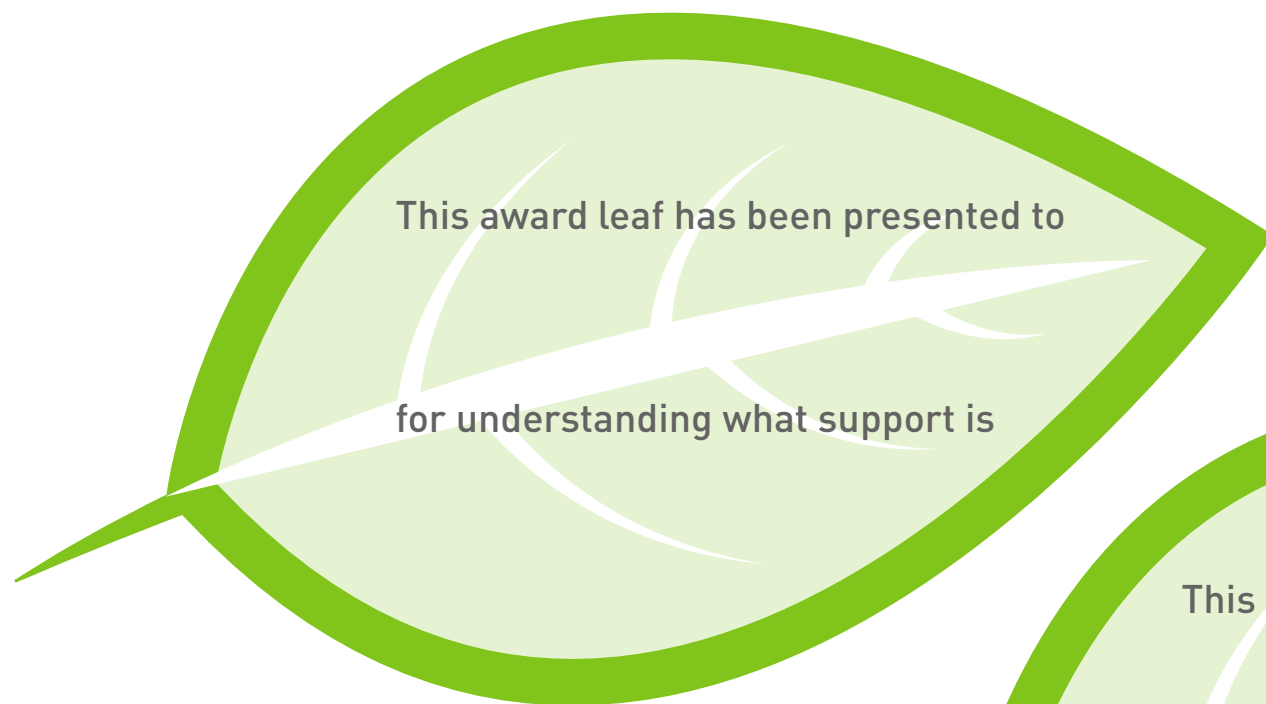 This award leaf has been presented to
for understanding what support is
This